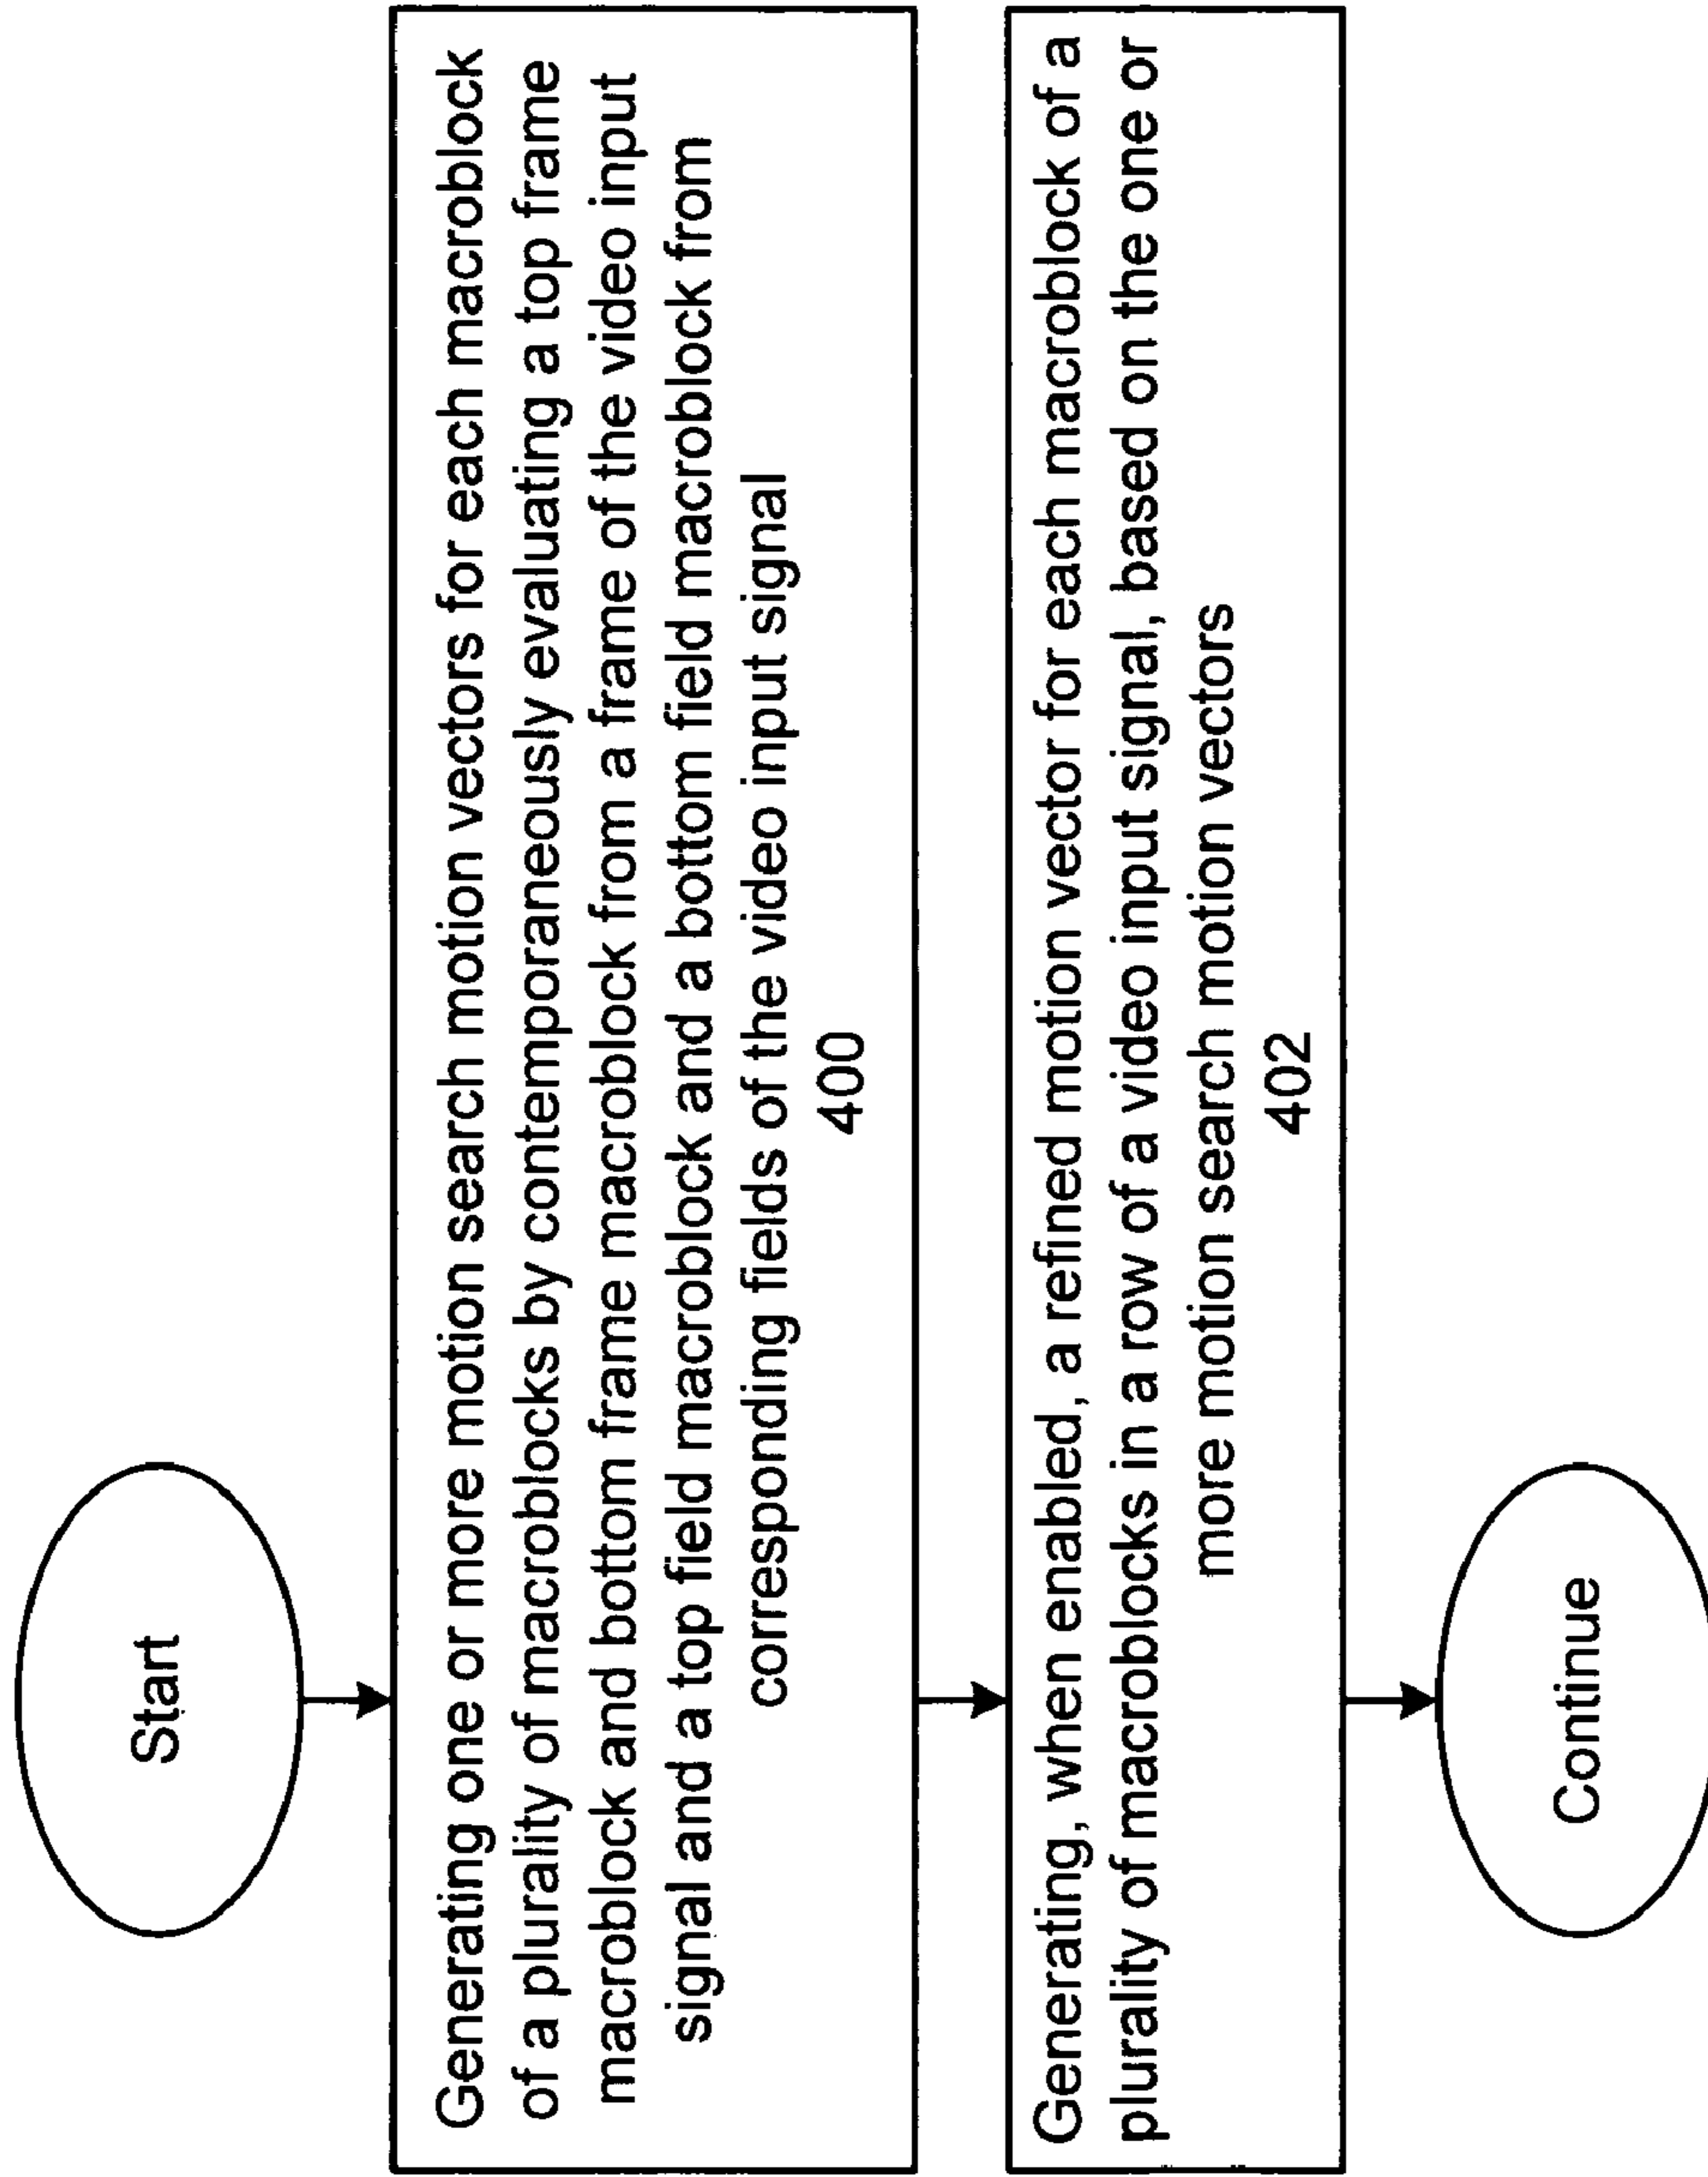 Start
Generating one or more motion search motion vectors for each macroblock
of a plurality of macroblocks by contemporaneously evaluating a top frame
macroblock and bottom frame macroblock from a frame of the video input
signal and a top field macroblock and a bottom field macroblock from
corresponding fields of the video input signal
400
Generating, when enabled, a refined motion vector for each macroblock of a
plurality of macroblocks in a row of a video input signal, based on the one or
more motion search motion vectors
402
Continue